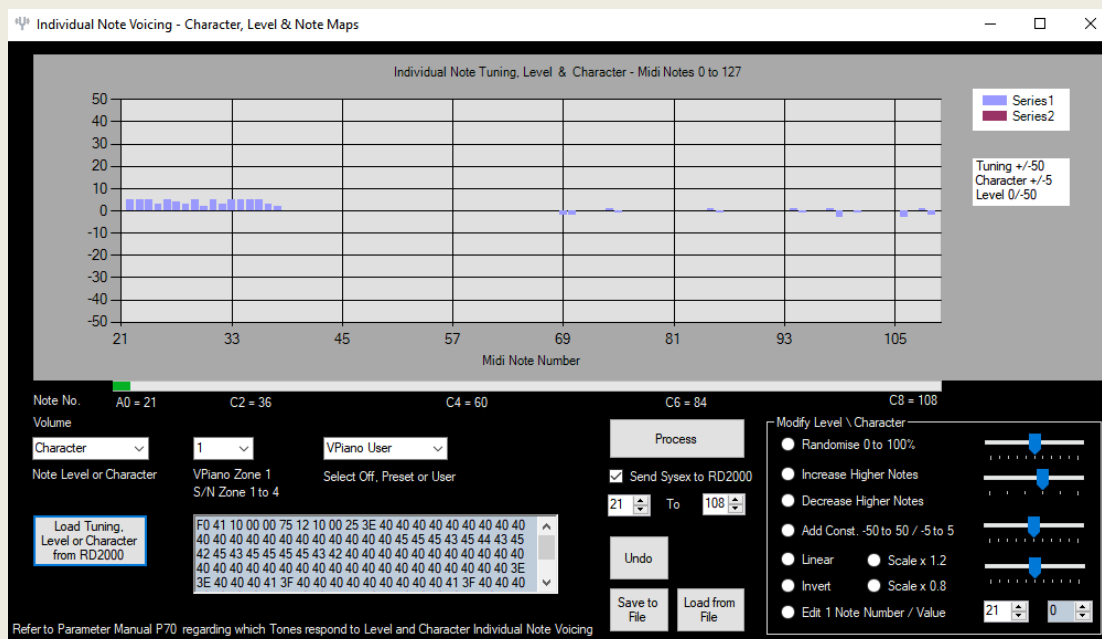 Individual Note Voicing - Character, Level & Note Maps
Individual Note Tuning, Level & Character - Midi Notes 0 to 127
50
40
30
20
10
0
-10
-20
-30
-40
-50
21 33 45 57 69 81 93 105
Midi Note Number
Series1
Series2
Tuning +/-50
Character +/-5
Level 0/-50
Note No. A0 = 21 C2 = 36 C4 = 60 C6 = 84 C8 = 108
Volume
Character
Note Level or Character
1
VPiano Zone 1
S/N Zone 1 to 4
VPiano User
Select Off, Preset or User
Load Tuning,
Level or Character
from RD2000
F0 41 10 00 00 75 12 10 00 25 3E 40 40 40 40 40 40 40 40 40
40 40 40 40 40 40 40 40 40 40 40 45 45 45 43 45 44 43 45
42 45 43 45 45 45 45 43 42 40 40 40 40 40 40 40 40 40 40
40 40 40 40 40 40 40 40 40 40 40 40 40 40 40 40 40 40 3E
3E 40 40 40 41 3F 40 40 40 40 40 40 40 40 40 41 3F 40 40 40
Process
Send Sysex to RD2000
21 To 108
Undo
Save to
File
Load from
File
Modify Level \ Character
Randomise 0 to 100%
Increase Higher Notes
Decrease Higher Notes
Add Const. -50 to 50 / -5 to 5
Linear Scale x 1.2
Invert Scale x 0.8
Edit 1 Note Number / Value 21 0
Refer to Parameter Manual P70 regarding which Tones respond to Level and Character Individual Note Voicing